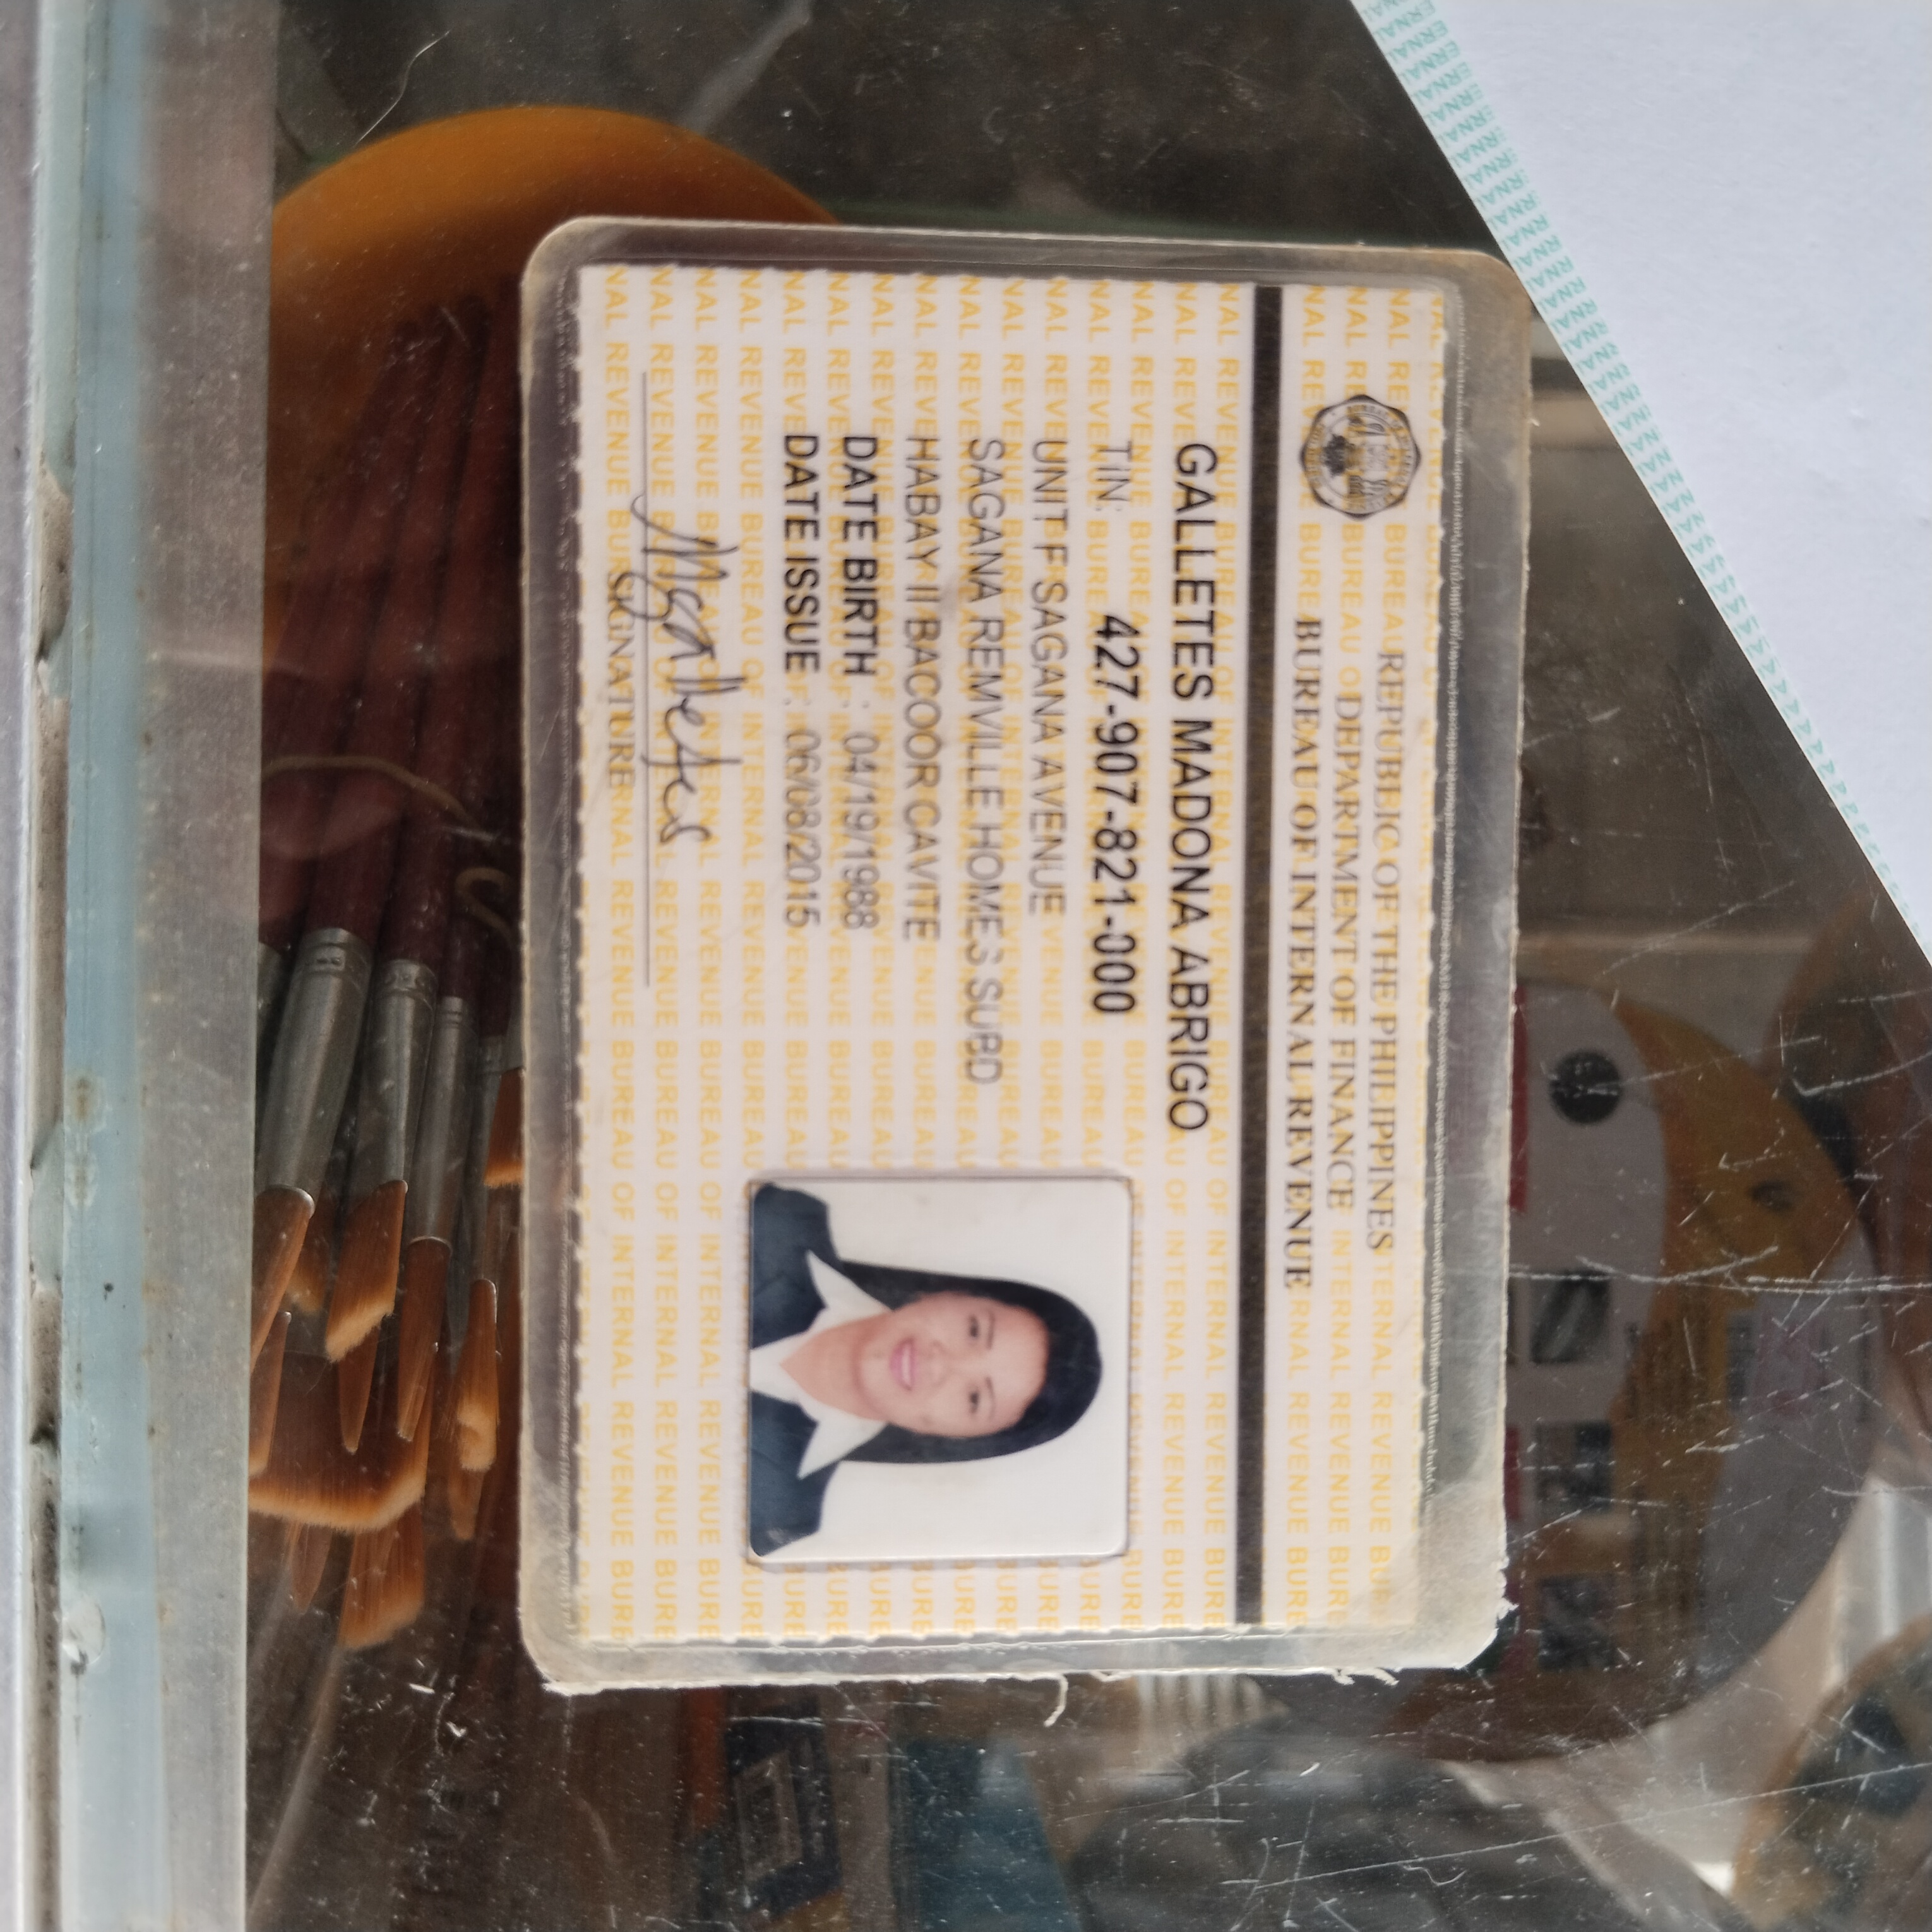 REPUBLIC OF THE PHILIPPINES
DEPARTMENT OF FINANCE
BUREAU OF INTERNAL REVENUE
GALLETES MADONA ABRIGO
TIN: 427-907-821-000
UNIT F SAGANA AVENUE
SAGANA REMVILLE HOMES SUBD
HABAY II BACOOR CAVITE
DATE BIRTH : 04/19/1988
DATE ISSUE : 06/08/2015
Mgalletes
SIGNATURE